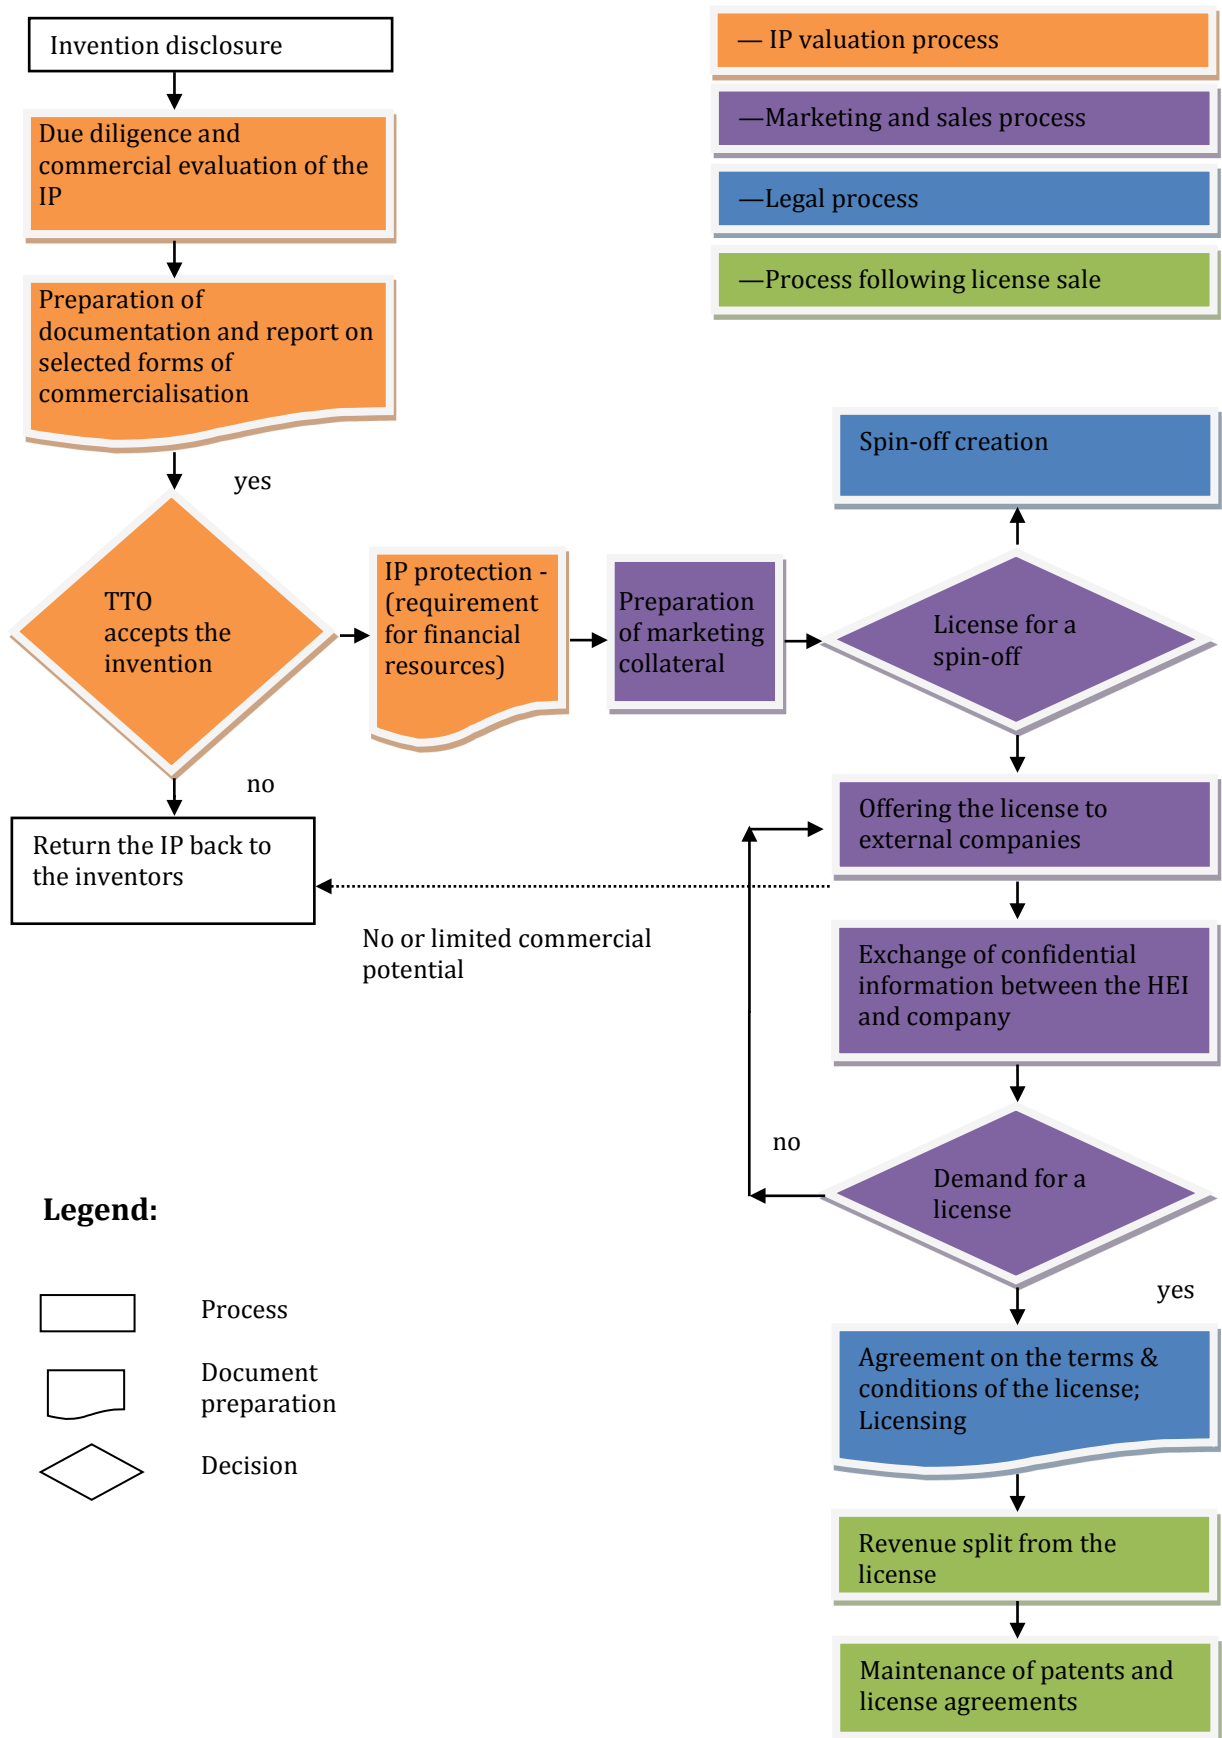 Invention disclosure
Due diligence and
commercial evaluation of the
IP
Preparation of
documentation and report on
selected forms of
commercialisation
yes
TTO
accepts the
invention
no
Return the IP back to
the inventors
IP protection -
(requirement
for financial
resources)
Preparation
of marketing
collateral
No or limited commercial
potential
— IP valuation process
—Marketing and sales process
—Legal process
—Process following license sale
Spin-off creation
License for a
spin-off
Offering the license to
external companies
Exchange of confidential
information between the HEI
and company
no
Demand for a
license
yes
Agreement on the terms &
conditions of the license;
Licensing
Revenue split from the
license
Maintenance of patents and
license agreements
Legend:
Process
Document
preparation
Decision